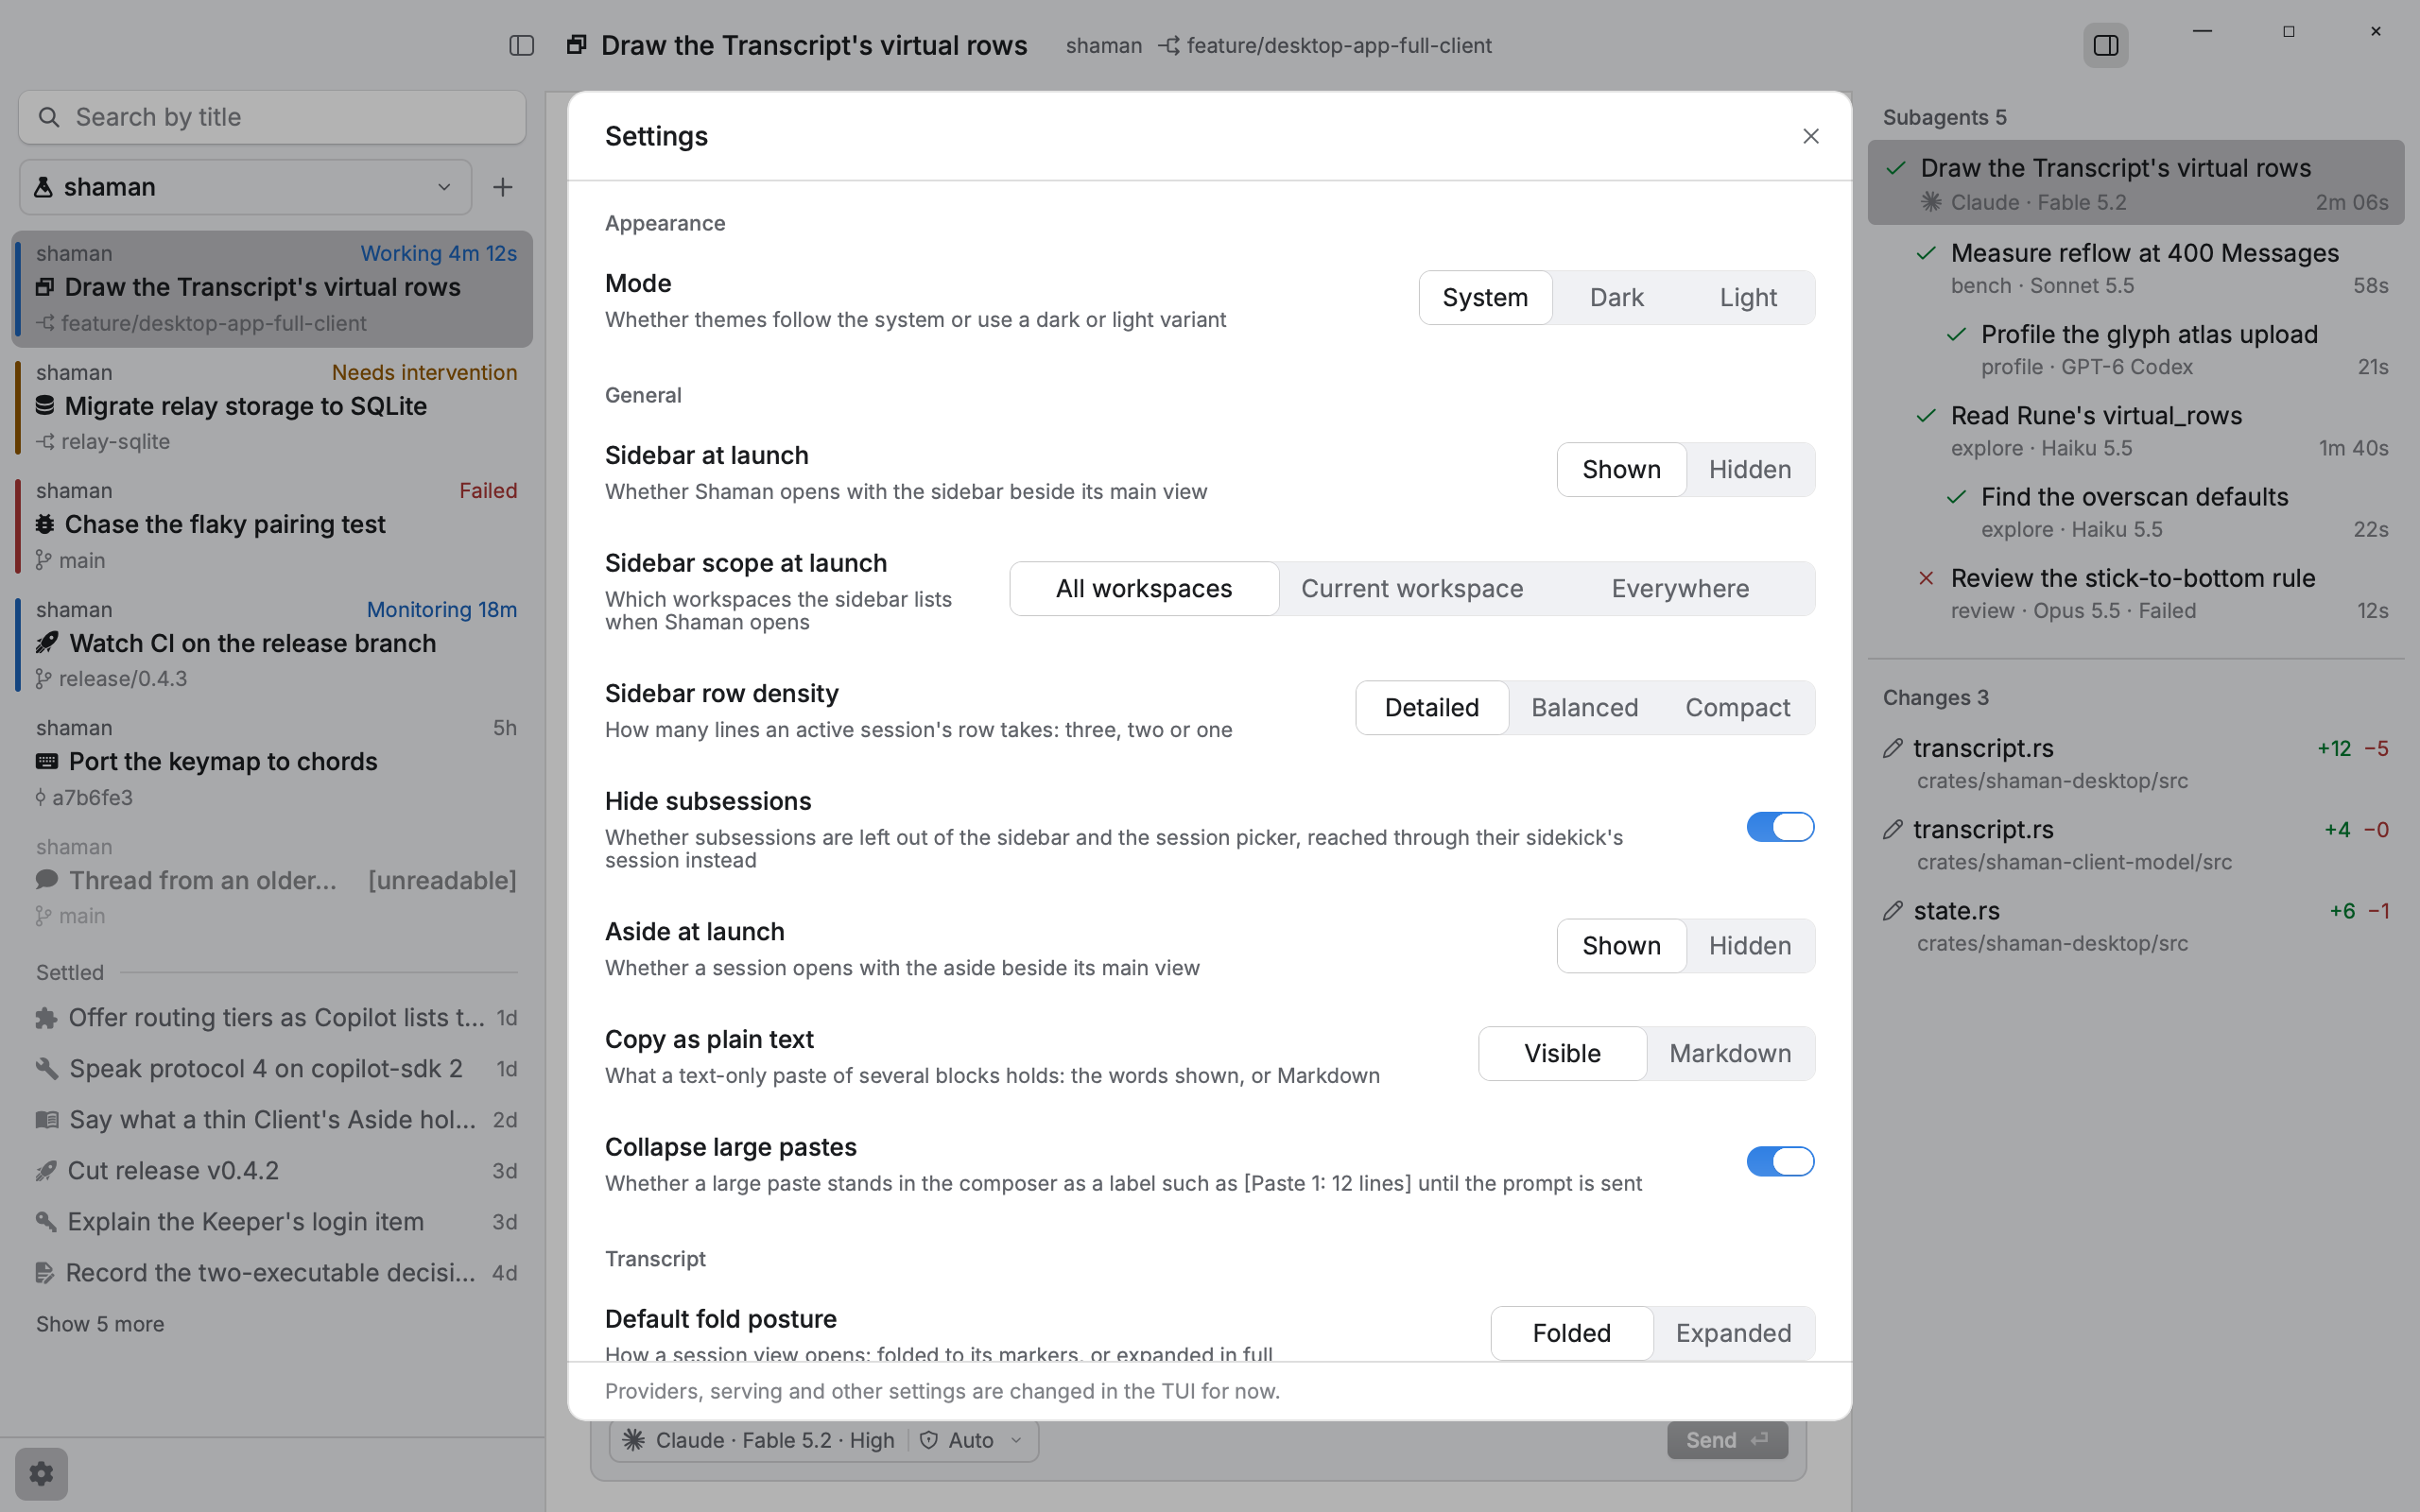 Draw the Transcript's virtual rows shaman feature/desktop-app-full-client
Search by title
shaman
shaman Working 4m 12s
Draw the Transcript's virtual rows
feature/desktop-app-full-client
shaman Needs intervention
Migrate relay storage to SQLite
relay-sqlite
shaman Failed
Chase the flaky pairing test
main
shaman Monitoring 18m
Watch CI on the release branch
release/0.4.3
shaman 5h
Port the keymap to chords
a7b6fe3
shaman
Thread from an older... [unreadable]
main
Settled
Offer routing tiers as Copilot lists t... 1d
Speak protocol 4 on copilot-sdk 2 1d
Say what a thin Client's Aside hol... 2d
Cut release v0.4.2 3d
Explain the Keeper's login item 3d
Record the two-executable decisi... 4d
Show 5 more
Settings
Appearance
Mode
Whether themes follow the system or use a dark or light variant
System Dark Light
General
Sidebar at launch
Whether Shaman opens with the sidebar beside its main view
Shown Hidden
Sidebar scope at launch
Which workspaces the sidebar lists
when Shaman opens
All workspaces Current workspace Everywhere
Sidebar row density
How many lines an active session's row takes: three, two or one
Detailed Balanced Compact
Hide subsessions
Whether subsessions are left out of the sidebar and the session picker, reached through their sidekick's
session instead
Aside at launch
Whether a session opens with the aside beside its main view
Shown Hidden
Copy as plain text
What a text-only paste of several blocks holds: the words shown, or Markdown
Visible Markdown
Collapse large pastes
Whether a large paste stands in the composer as a label such as [Paste 1: 12 lines] until the prompt is sent
Transcript
Default fold posture
How a session view opens: folded to its markers, or expanded in full
Folded Expanded
Providers, serving and other settings are changed in the TUI for now.
Claude · Fable 5.2 · High Auto
Send
Subagents 5
Draw the Transcript's virtual rows
Claude · Fable 5.2 2m 06s
Measure reflow at 400 Messages
bench · Sonnet 5.5 58s
Profile the glyph atlas upload
profile · GPT-6 Codex 21s
Read Rune's virtual_rows
explore · Haiku 5.5 1m 40s
Find the overscan defaults
explore · Haiku 5.5 22s
Review the stick-to-bottom rule
review · Opus 5.5 · Failed 12s
Changes 3
transcript.rs +12 −5
crates/shaman-desktop/src
transcript.rs +4 −0
crates/shaman-client-model/src
state.rs +6 −1
crates/shaman-desktop/src